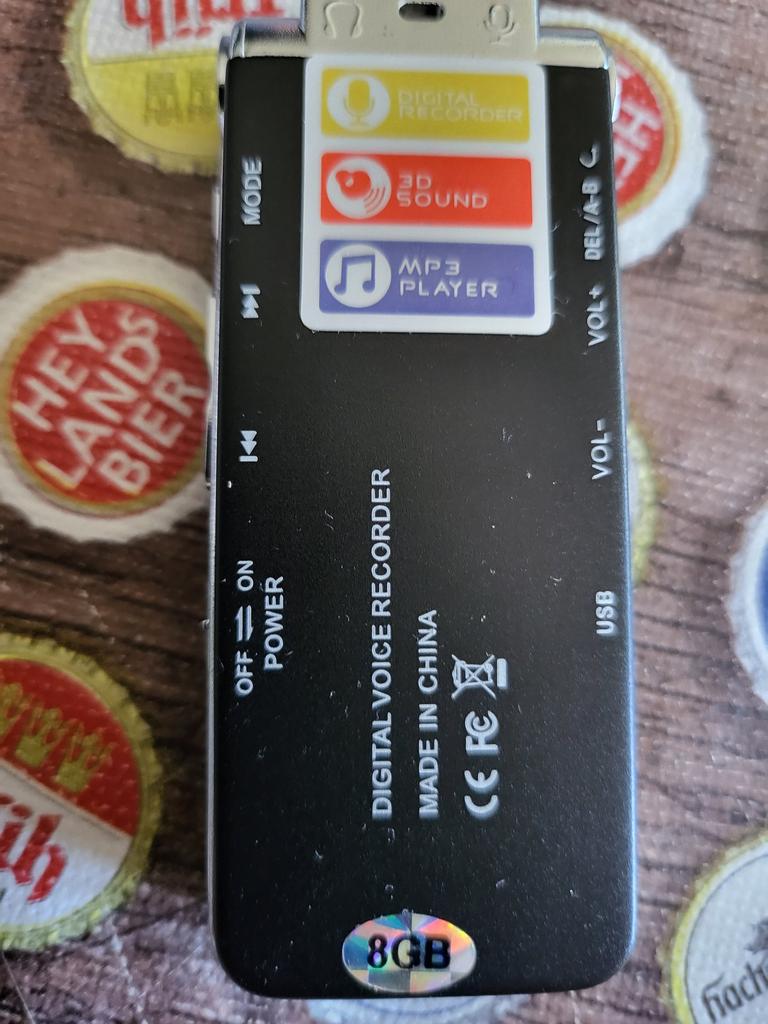 DIGITAL
RECORDER
3D
SOUND
MP3
PLAYER
MODE
OFF ON
POWER
DEL/A-B
VOL+
VOL-
USB
DIGITAL VOICE RECORDER
MADE IN CHINA
CE FC
8GB
HEY
LANDS
BIER